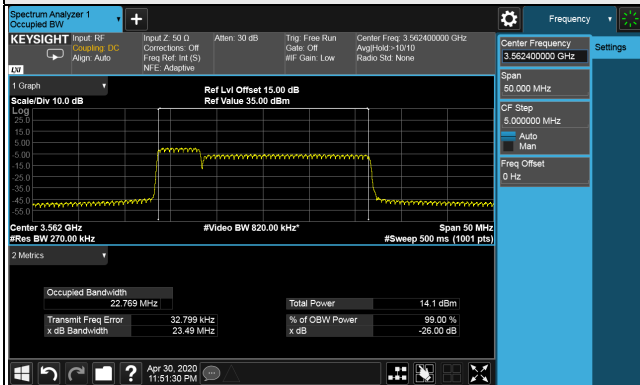 Spectrum Analyzer 1
Occupied BW
Frequency
KEYSIGHT
Input: RF
Coupling: DC
Align: Auto
Input Z: 50 Ω
Corrections: Off
Freq Ref: Int (S)
NFE: Adaptive
Atten: 30 dB
Trig: Free Run
Gate: Off
#IF Gain: Low
Center Freq: 3.562400000 GHz
Avg|Hold:>10/10
Radio Std: None
LXI
Center Frequency
3.562400000 GHz
Settings
Span
50.000 MHz
CF Step
5.000000 MHz
Auto
Man
Freq Offset
0 Hz
1 Graph
Scale/Div 10.0 dB
Ref Lvl Offset 15.00 dB
Ref Value 35.00 dBm
Log
25.0
15.0
5.00
-5.00
-15.0
-25.0
-35.0
-45.0
-55.0
Center 3.562 GHz
#Video BW 820.00 kHz*
Span 50 MHz
#Res BW 270.00 kHz
#Sweep 500 ms (1001 pts)
2 Metrics
Occupied Bandwidth
22.769 MHz
Total Power 14.1 dBm
Transmit Freq Error 32.799 kHz
% of OBW Power 99.00 %
x dB Bandwidth 23.49 MHz
x dB -26.00 dB
Apr 30, 2020
11:51:30 PM